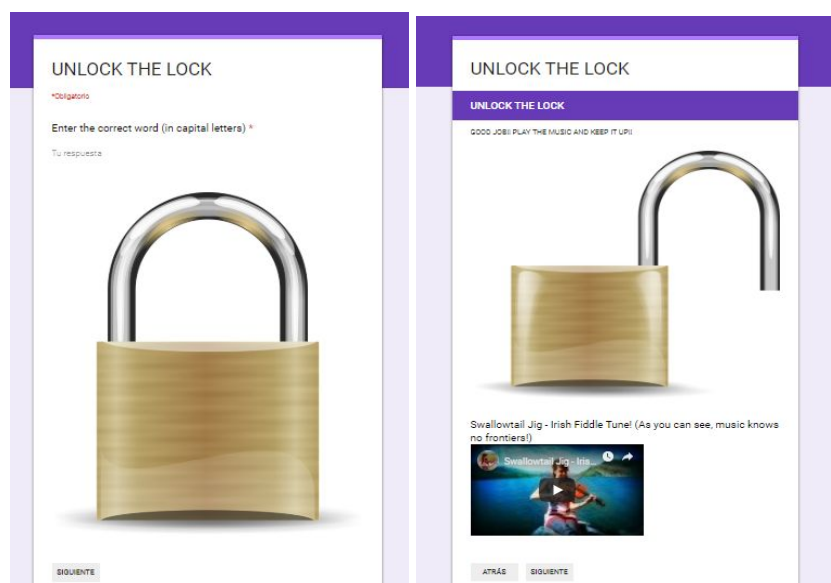 UNLOCK THE LOCK
*Obligatorio
Enter the correct word (in capital letters) *
Tu respuesta
SIGUIENTE
UNLOCK THE LOCK
UNLOCK THE LOCK
GOOD JOB!! PLAY THE MUSIC AND KEEP IT UP!!
Swallowtail Jig - Irish Fiddle Tune! (As you can see, music knows
no frontiers!)
Swallowtail Jig - Iris...
ATRÁS SIGUIENTE